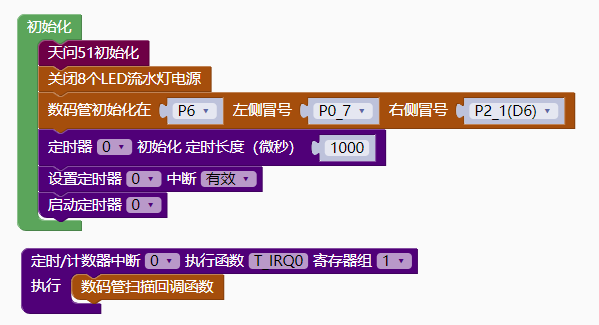 初始化
天问51初始化
关闭8个LED流水灯电源
数码管初始化在 P6 左侧冒号 P0_7 右侧冒号 P2_1(D6)
定时器 0 初始化 定时长度（微秒） 1000
设置定时器 0 中断 有效
启动定时器 0
定时/计数器中断 0 执行函数 T_IRQ0 寄存器组 1
执行 数码管扫描回调函数